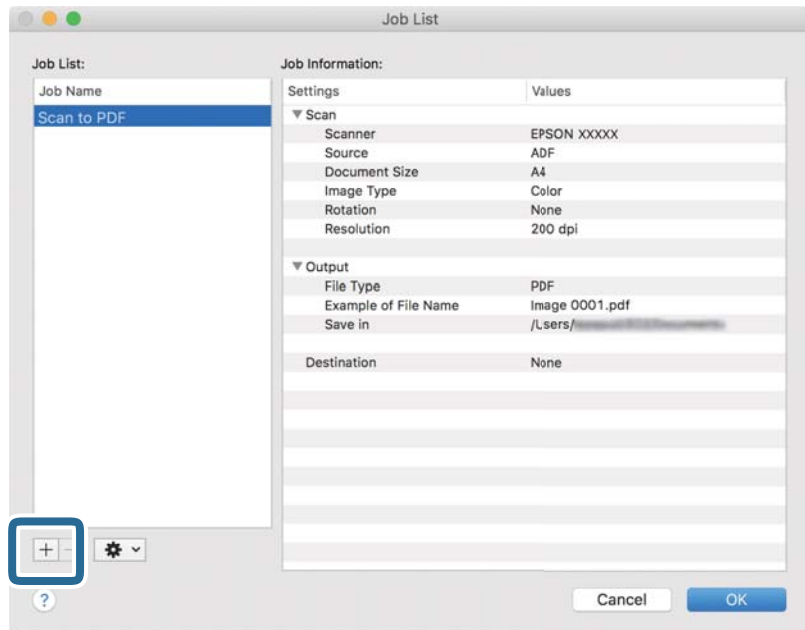 Job List
Job List:
Job Information:
Job Name
Settings Values
Scan to PDF
Scan
Scanner EPSON XXXXX
Source ADF
Document Size A4
Image Type Color
Rotation None
Resolution 200 dpi
Output
File Type PDF
Example of File Name Image 0001.pdf
Save in /Users/
Destination None
+ -
?
Cancel OK